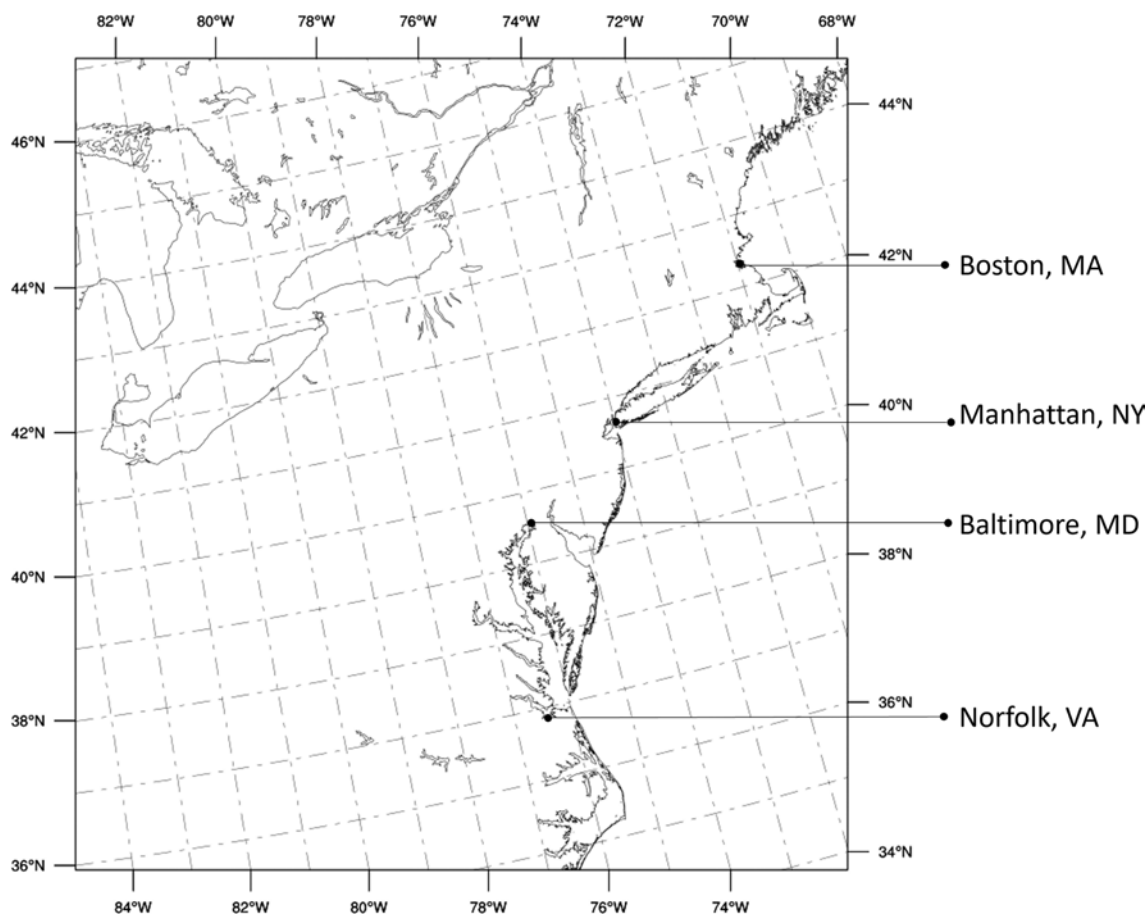 82°W 80°W 78°W 76°W 74°W 72°W 70°W 68°W
44°N
46°N
42°N
Boston, MA
44°N
40°N
Manhattan, NY
42°N
Baltimore, MD
38°N
40°N
36°N
Norfolk, VA
38°N
34°N
36°N
84°W 82°W 80°W 78°W 76°W 74°W